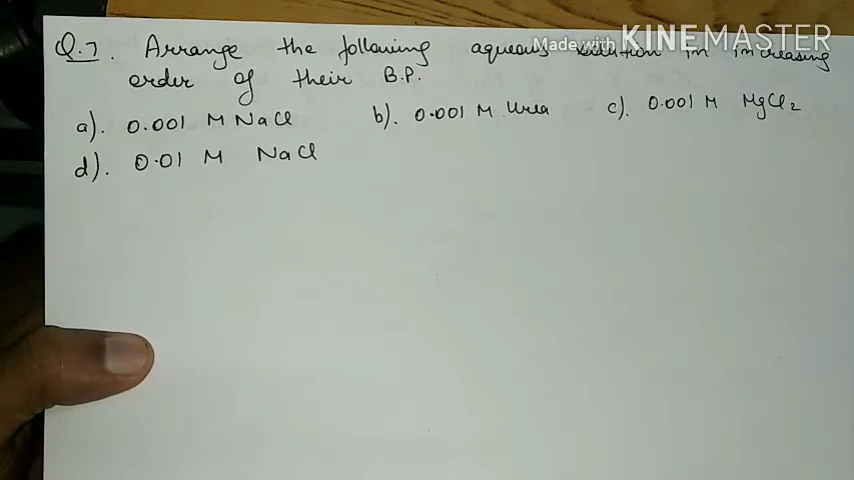 Q.7. Arrange the following aqueous solution in increasing
order of their B.P.
a). 0.001 M NaCl b). 0.001 M Urea c). 0.001 M MgCl2
d). 0.01 M NaCl
Made with KINEMASTER